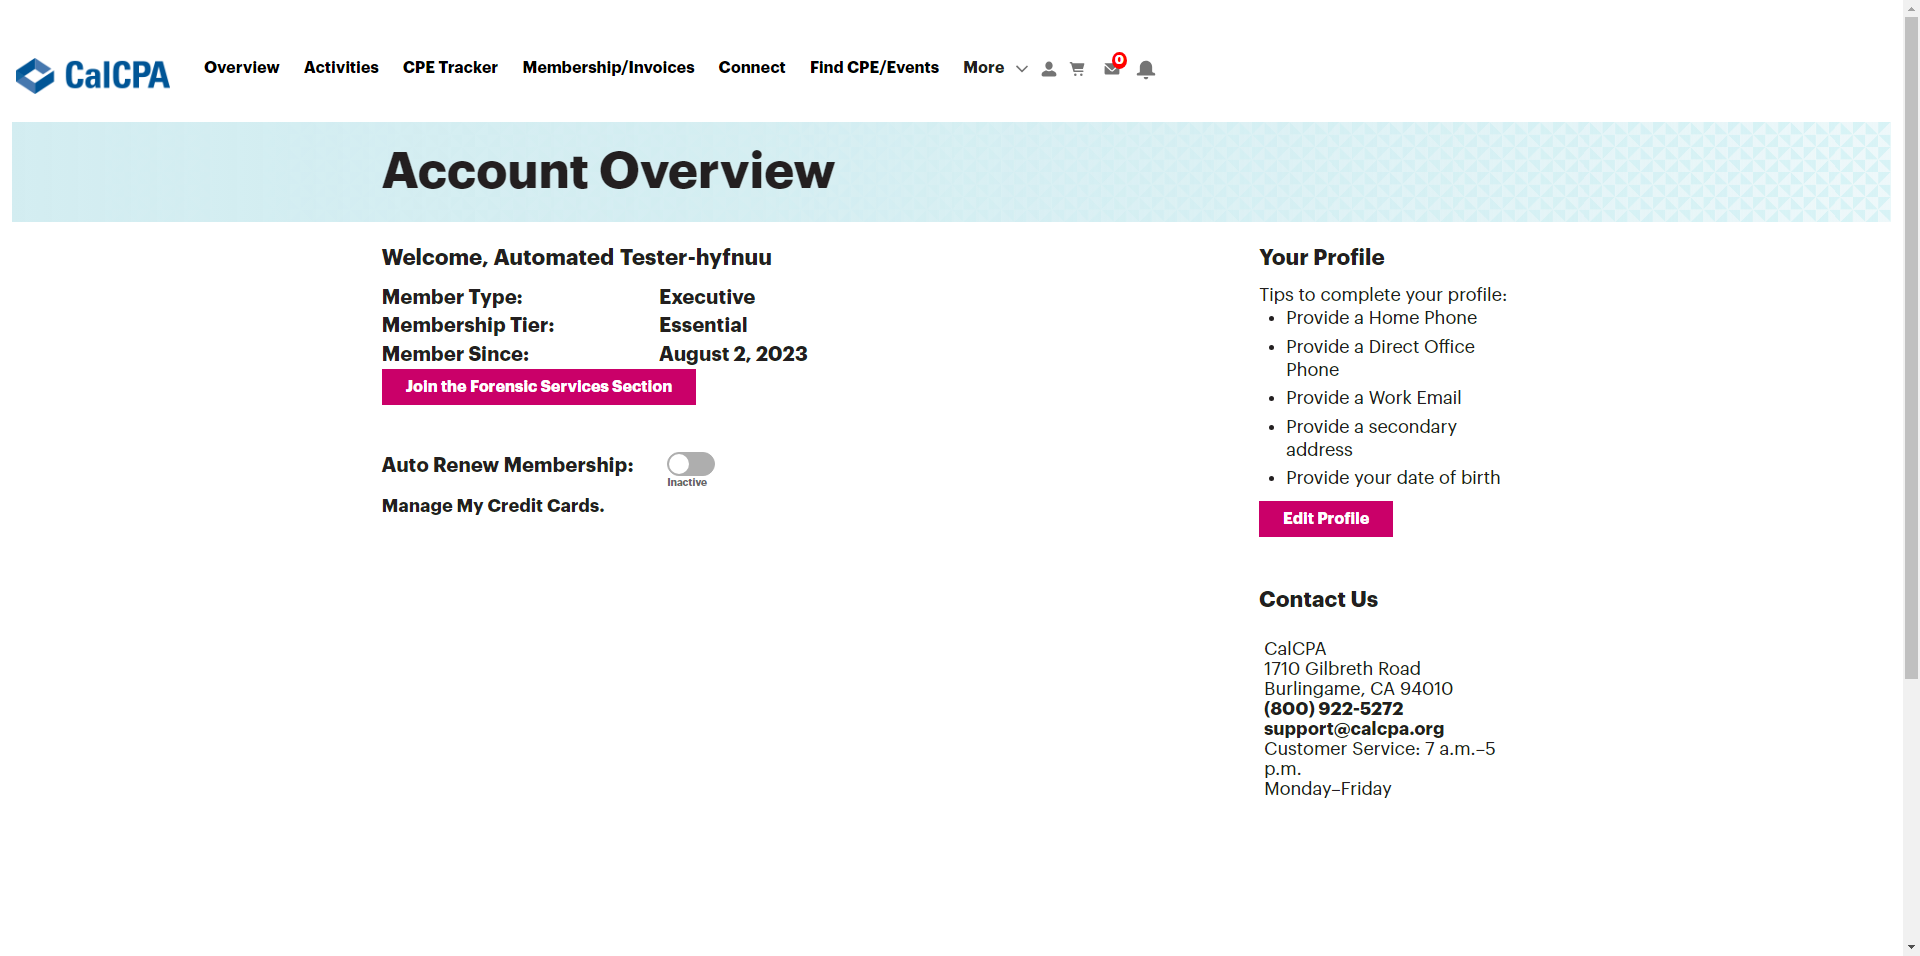 CalCPA
Overview Activities CPE Tracker Membership/Invoices Connect Find CPE/Events More 0
Account Overview
Welcome, Automated Tester-hyfnuu
Member Type: Executive
Membership Tier: Essential
Member Since: August 2, 2023
Join the Forensic Services Section
Auto Renew Membership:
Inactive
Manage My Credit Cards.
Your Profile
Tips to complete your profile:
• Provide a Home Phone
• Provide a Direct Office
Phone
• Provide a Work Email
• Provide a secondary
address
• Provide your date of birth
Edit Profile
Contact Us
CalCPA
1710 Gilbreth Road
Burlingame, CA 94010
(800) 922-5272
support@calcpa.org
Customer Service: 7 a.m.–5
p.m.
Monday–Friday